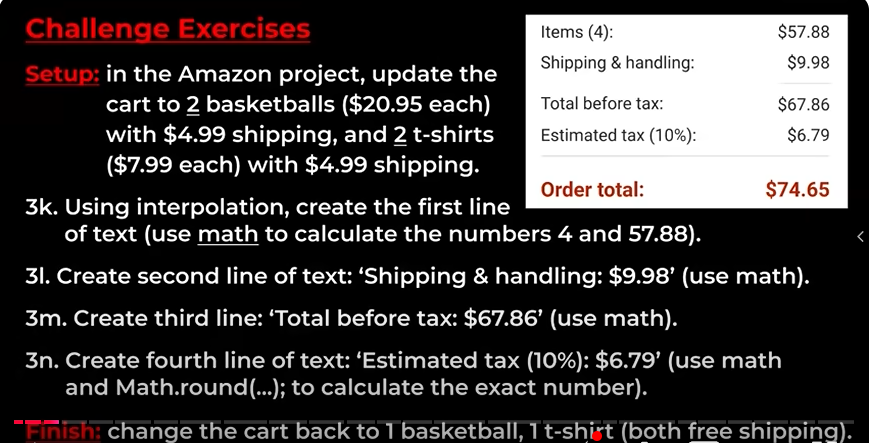 Challenge Exercises
Setup: in the Amazon project, update the
cart to 2 basketballs ($20.95 each)
with $4.99 shipping, and 2 t-shirts
($7.99 each) with $4.99 shipping.
Items (4): $57.88
Shipping & handling: $9.98
Total before tax: $67.86
Estimated tax (10%): $6.79
Order total: $74.65
3k. Using interpolation, create the first line
of text (use math to calculate the numbers 4 and 57.88).
3l. Create second line of text: ‘Shipping & handling: $9.98’ (use math).
3m. Create third line: ‘Total before tax: $67.86’ (use math).
3n. Create fourth line of text: ‘Estimated tax (10%): $6.79’ (use math
and Math.round(...); to calculate the exact number).
Finish: change the cart back to 1 basketball, 1 t-shirt (both free shipping).